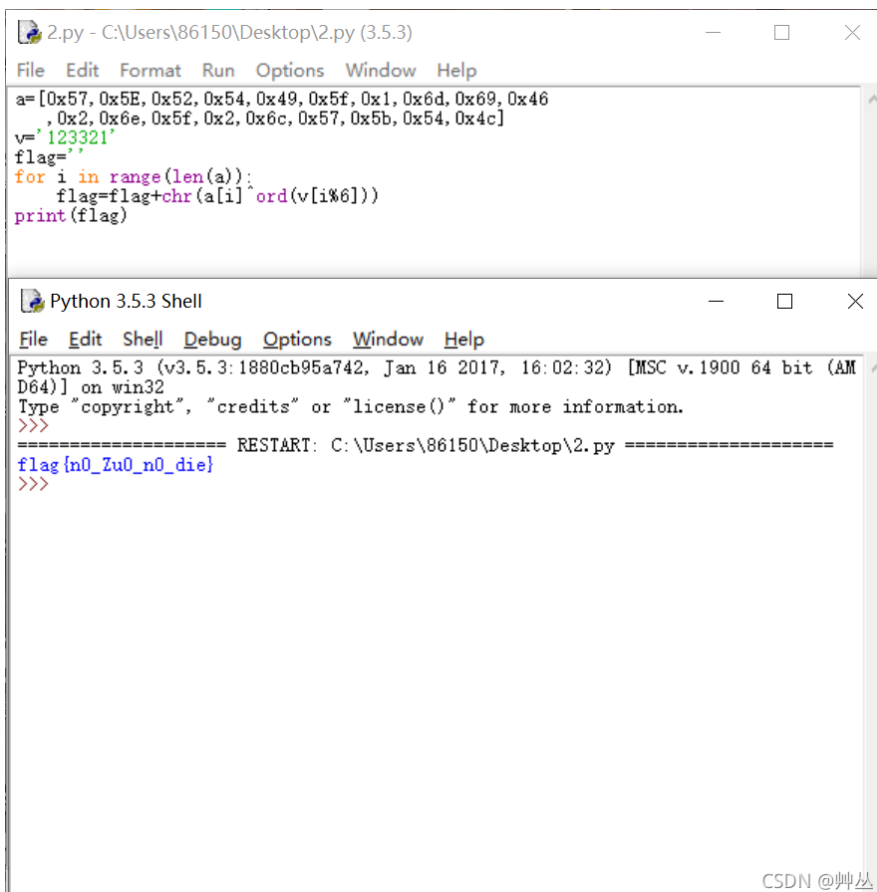 2.py - C:\Users\86150\Desktop\2.py (3.5.3)
File Edit Format Run Options Window Help
a=[0x57,0x5E,0x52,0x54,0x49,0x5f,0x1,0x6d,0x69,0x46
,0x2,0x6e,0x5f,0x2,0x6c,0x57,0x5b,0x54,0x4c]
v='123321'
flag=''
for i in range(len(a)):
flag=flag+chr(a[i]^ord(v[i%6]))
print(flag)
Python 3.5.3 Shell
File Edit Shell Debug Options Window Help
Python 3.5.3 (v3.5.3:1880cb95a742, Jan 16 2017, 16:02:32) [MSC v.1900 64 bit (AM
D64)] on win32
Type "copyright", "credits" or "license()" for more information.
>>>
==================== RESTART: C:\Users\86150\Desktop\2.py ====================
flag{n0_Zu0_n0_die}
>>>
CSDN @艸丛